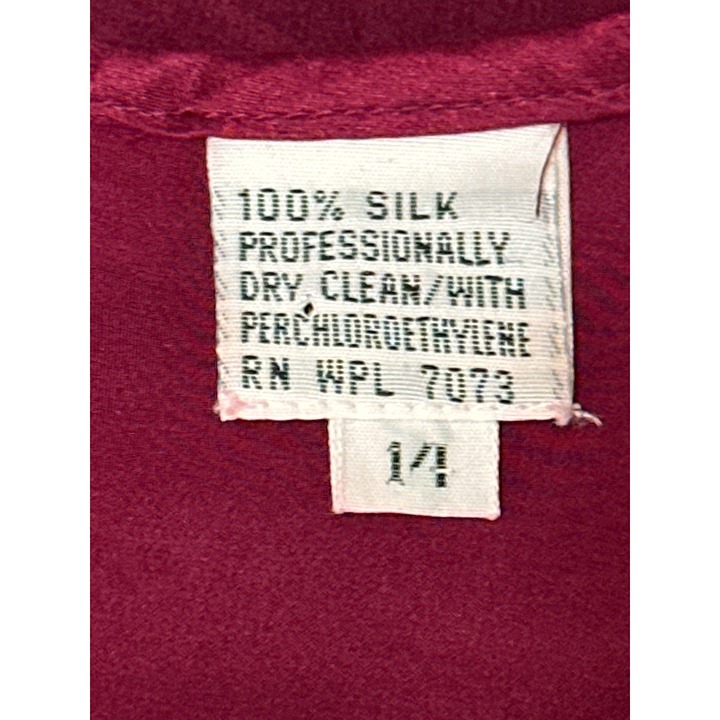 100% SILK
PROFESSIONALLY
DRY CLEAN/WITH
PERCHLOROETHYLENE
RN WPL 7073
14